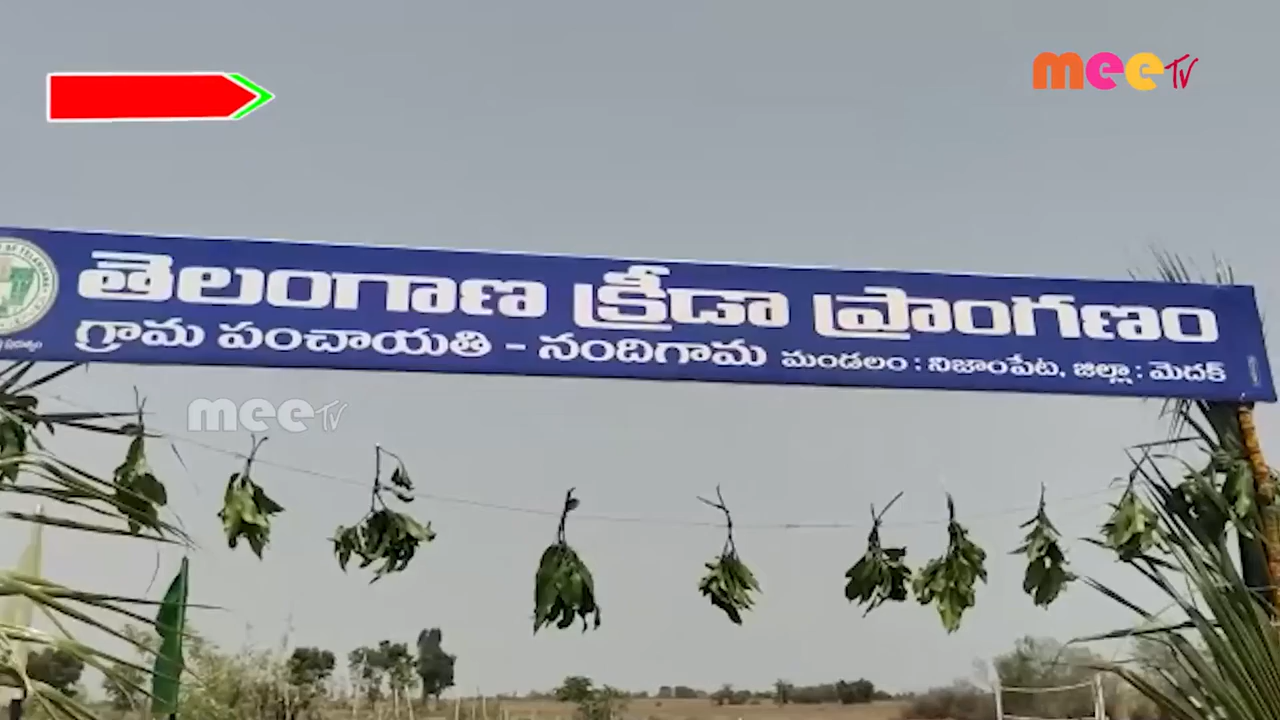 meeTV
తెలంగాణ క్రీడా ప్రాంగణం
గ్రామ పంచాయతి - నందిగామ మండలం : నిజాంపేట, జిల్లా : మెదక్
meeTV